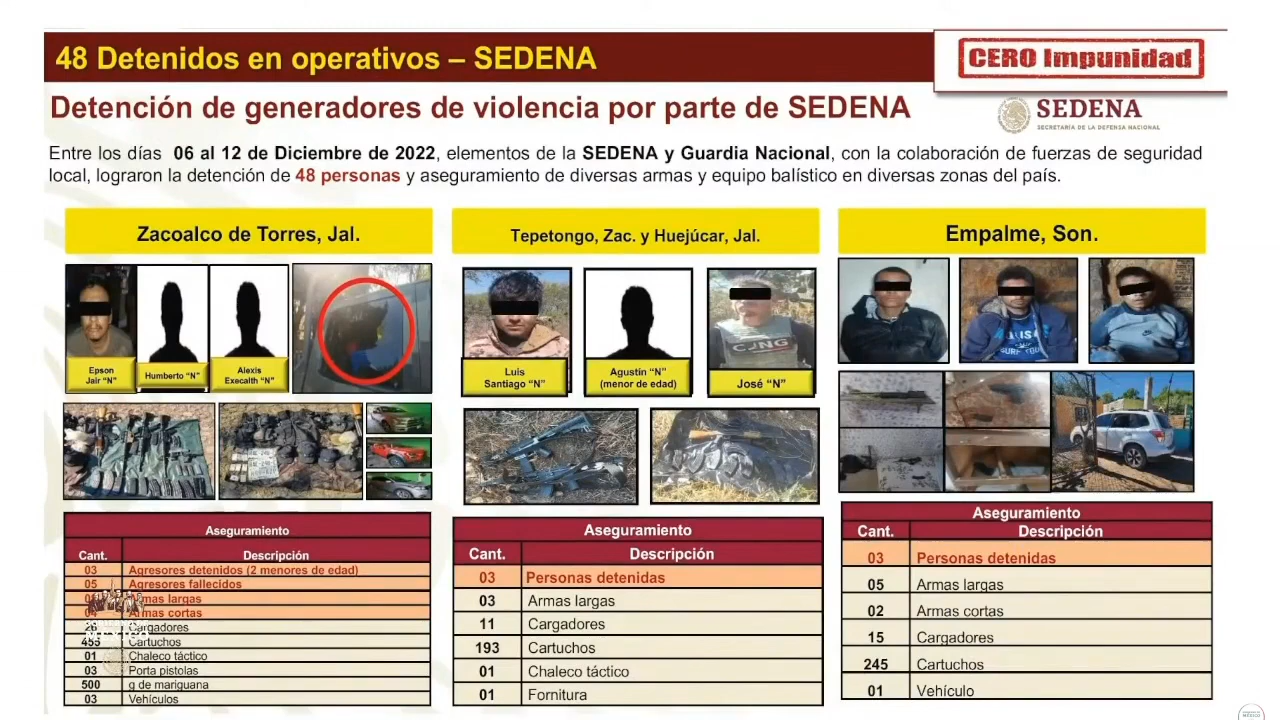 48 Detenidos en operativos – SEDENA
CERO Impunidad
Detención de generadores de violencia por parte de SEDENA
SEDENA
SECRETARÍA DE LA DEFENSA NACIONAL
Entre los días 06 al 12 de Diciembre de 2022, elementos de la SEDENA y Guardia Nacional, con la colaboración de fuerzas de seguridad
local, lograron la detención de 48 personas y aseguramiento de diversas armas y equipo balístico en diversas zonas del país.
Zacoalco de Torres, Jal.
Epson
Jair “N”
Humberto “N”
Alexis
Execalth “N”
Aseguramiento
Cant. Descripción
03 Agresores detenidos (2 menores de edad)
05 Agresores fallecidos
Armas largas
04 Armas cortas
Cargadores
455 Cartuchos
01 Chaleco táctico
03 Porta pistolas
500 g de mariguana
03 Vehículos
Tepetongo, Zac. y Huejúcar, Jal.
Luis
Santiago “N”
Agustín “N”
(menor de edad)
CJNG
José “N”
Aseguramiento
Cant. Descripción
03 Personas detenidas
03 Armas largas
11 Cargadores
193 Cartuchos
01 Chaleco táctico
01 Fornitura
Empalme, Son.
Aseguramiento
Cant. Descripción
03 Personas detenidas
05 Armas largas
02 Armas cortas
15 Cargadores
245 Cartuchos
01 Vehículo
GOBIERNO DE
MÉXICO